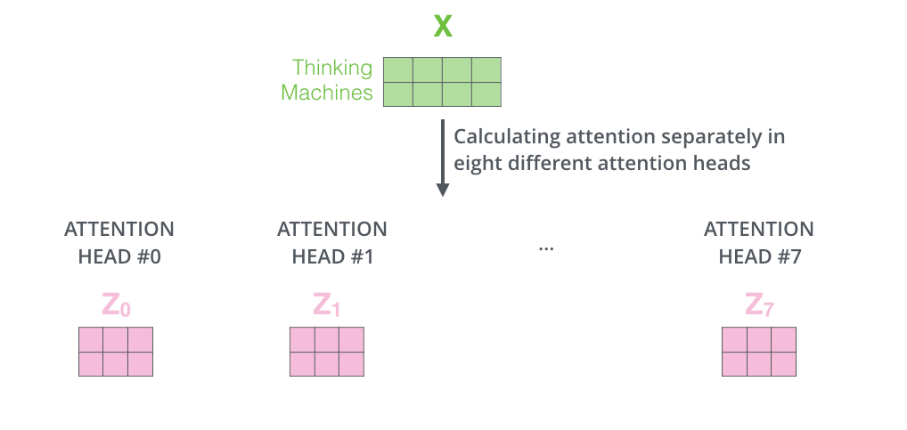 X
Thinking
Machines
Calculating attention separately in
eight different attention heads
ATTENTION
HEAD #0
ATTENTION
HEAD #1
...
ATTENTION
HEAD #7
Z0
Z1
Z7